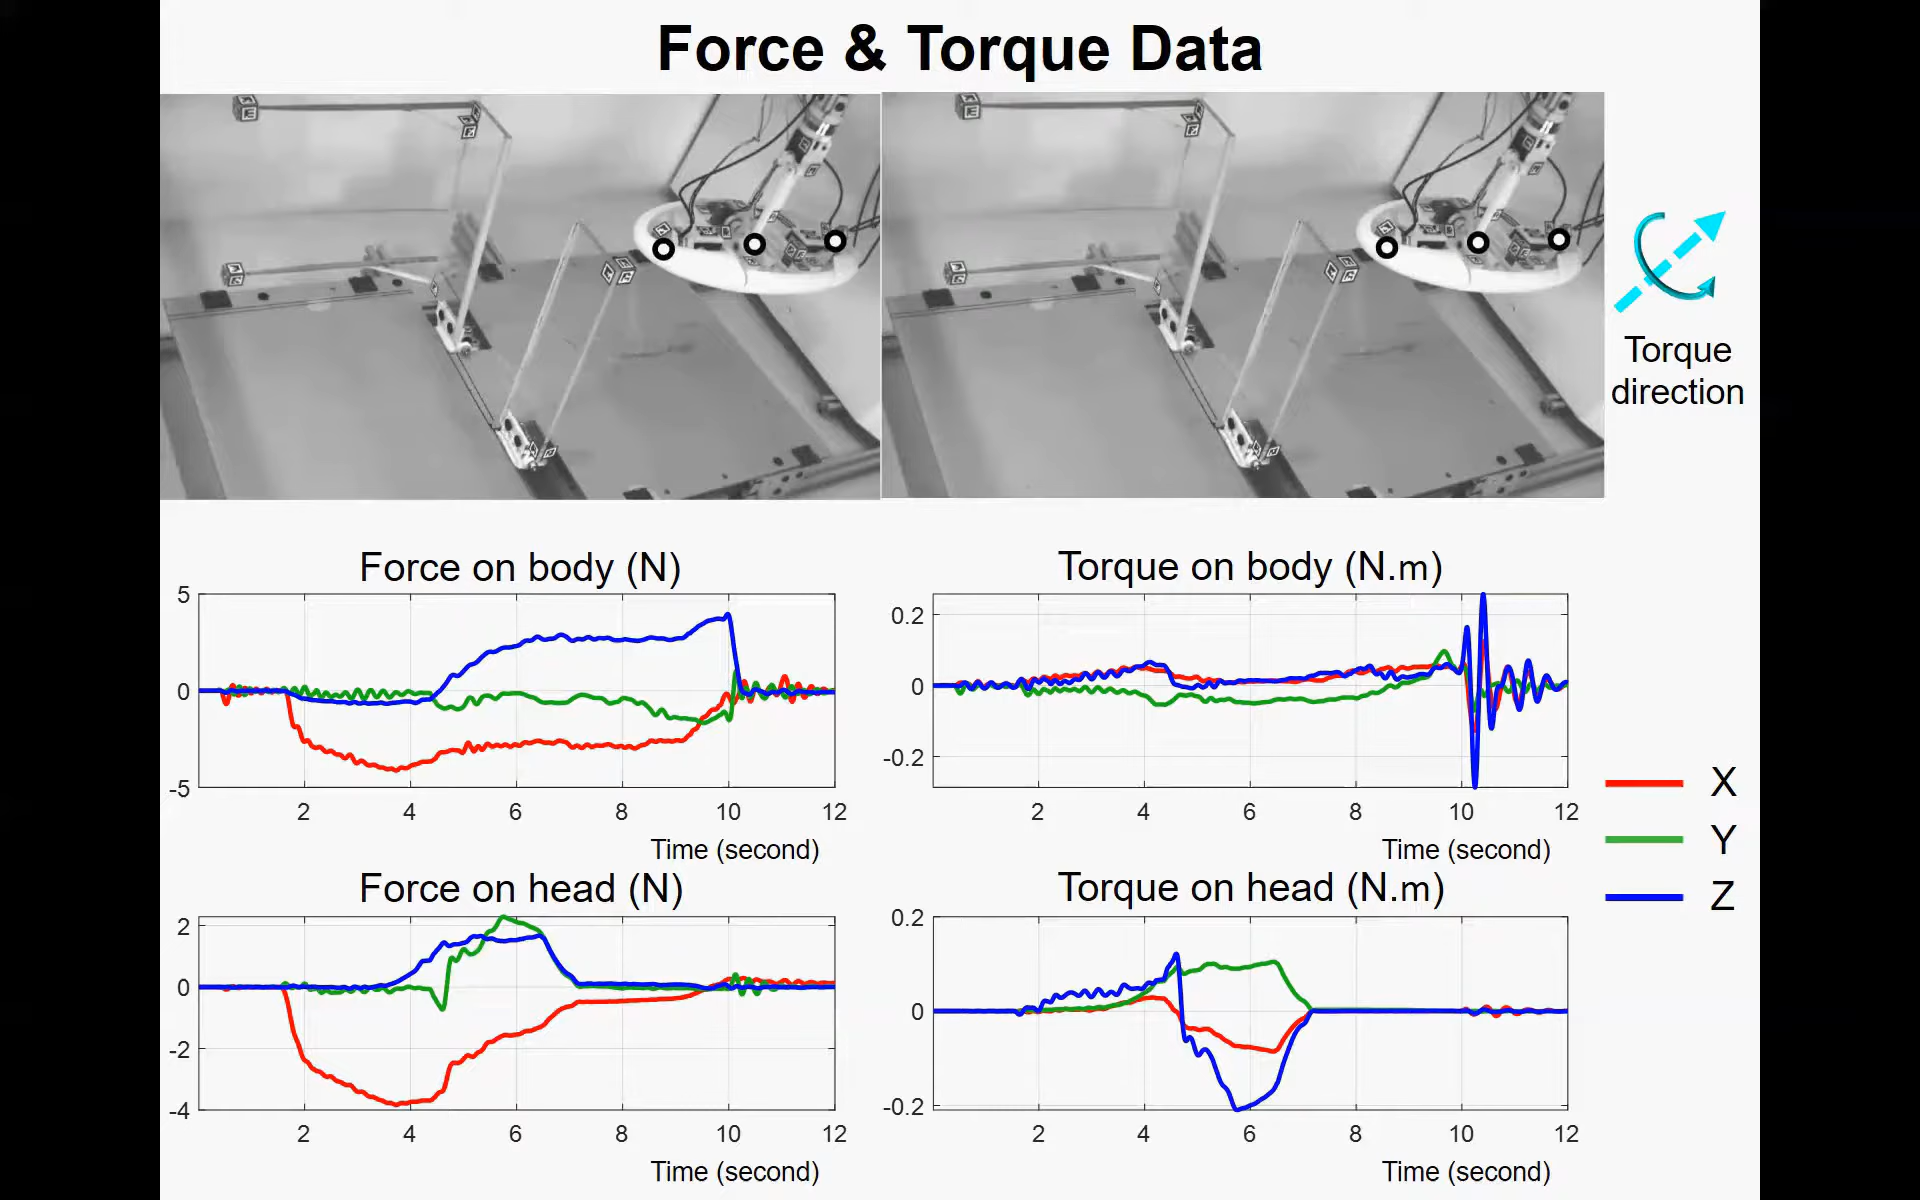 Force & Torque Data
Torque
direction
Force on body (N)
5
0
-5
2
4
6
8
10
12
Time (second)
Torque on body (N.m)
0.2
0
-0.2
2
4
6
8
10
12
Time (second)
X
Y
Z
Force on head (N)
2
0
-2
-4
2
4
6
8
10
12
Time (second)
Torque on head (N.m)
0.2
0
-0.2
2
4
6
8
10
12
Time (second)